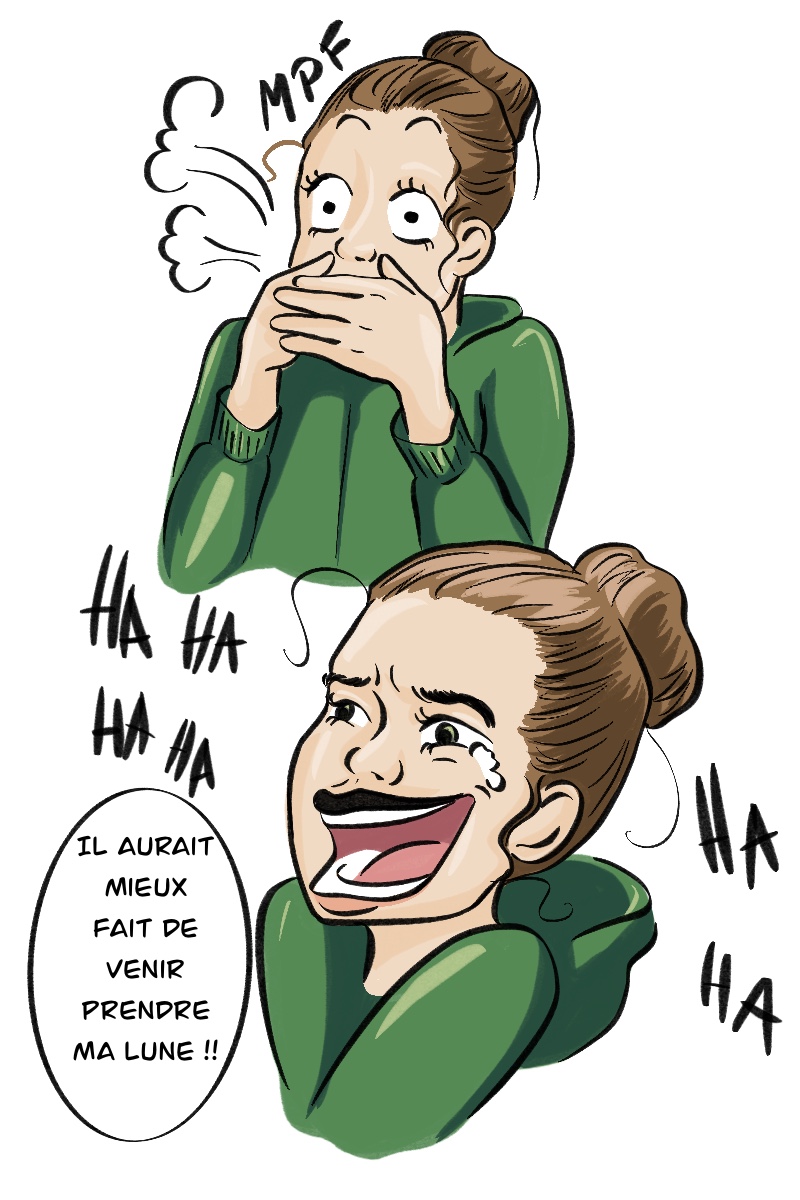 MPF
HA HA
HA HA
IL AURAIT
MIEUX
FAIT DE
VENIR
PRENDRE
MA LUNE !!
HA
HA